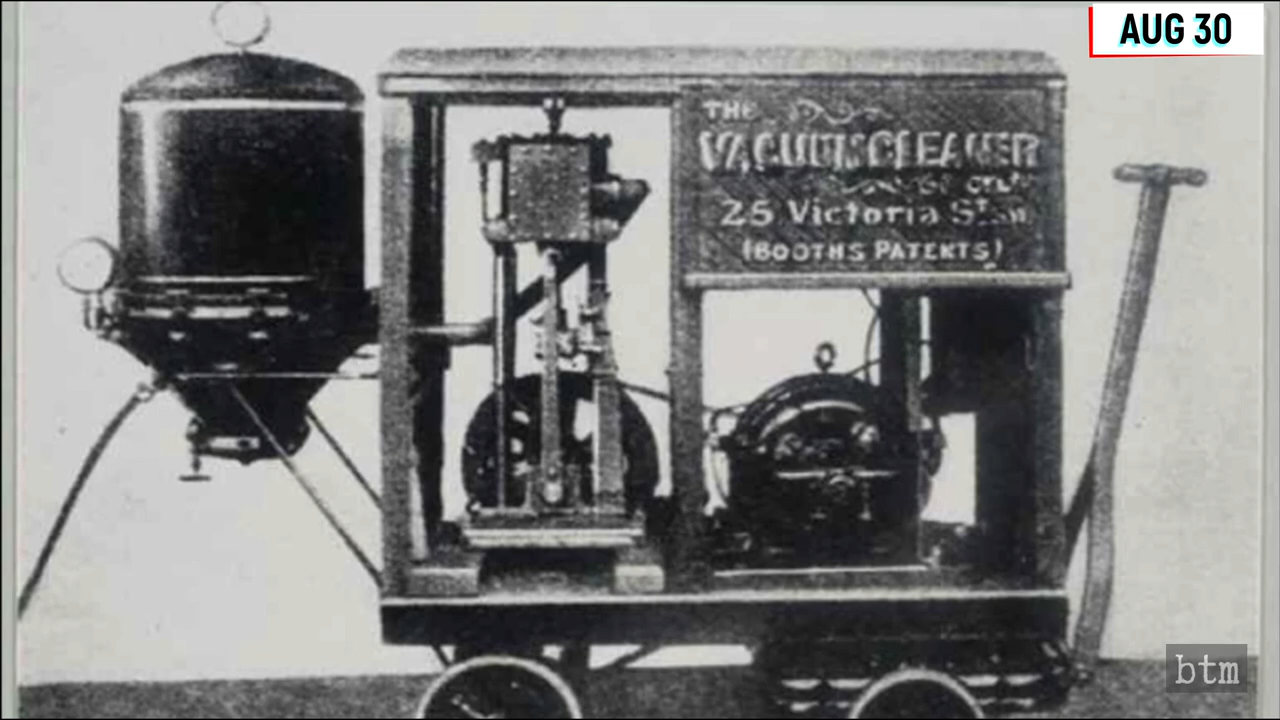 AUG 30
THE
VACUUM CLEANER
25 Victoria St.
(BOOTHS PATENTS)
btm